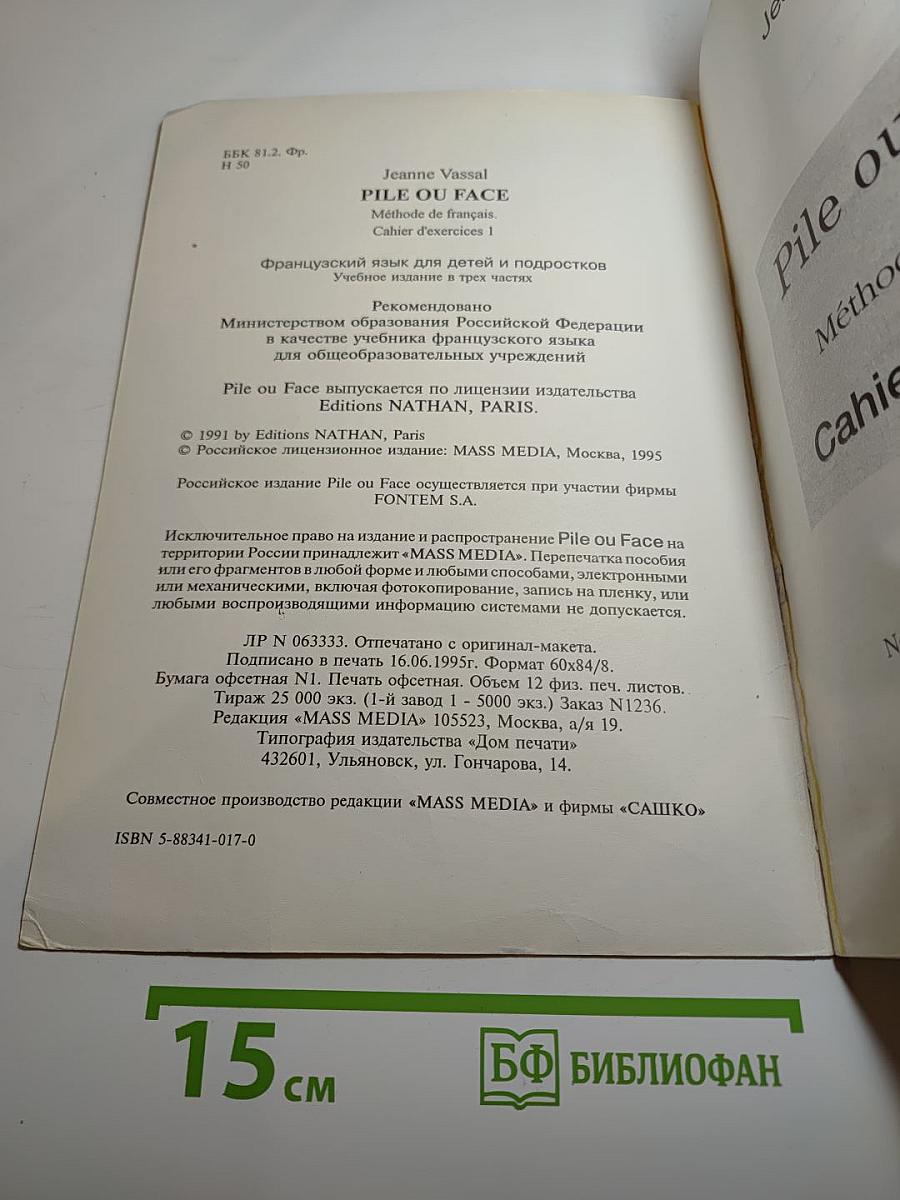 ББК 81.2. Фр.
Н 50
Jeanne Vassal
PILE OU FACE
Méthode de français.
Cahier d'exercices 1
Французский язык для детей и подростков
Учебное издание в трех частях
Рекомендовано
Министерством образования Российской Федерации
в качестве учебника французского языка
для общеобразовательных учреждений
Pile ou Face выпускается по лицензии издательства
Editions NATHAN, PARIS.
© 1991 by Editions NATHAN, Paris
© Российское лицензионное издание: MASS MEDIA, Москва, 1995
Российское издание Pile ou Face осуществляется при участии фирмы
FONTEM S.A.
Исключительное право на издание и распространение Pile ou Face на
территории России принадлежит «MASS MEDIA». Перепечатка пособия
или его фрагментов в любой форме и любыми способами, электронными
или механическими, включая фотокопирование, запись на пленку, или
любыми воспроизводящими информацию системами не допускается.
ЛР N 063333. Отпечатано с оригинал-макета.
Подписано в печать 16.06.1995г. Формат 60x84/8.
Бумага офсетная N1. Печать офсетная. Объем 12 физ. печ. листов.
Тираж 25 000 экз. (1-й завод 1 - 5000 экз.) Заказ N1236.
Редакция «MASS MEDIA» 105523, Москва, а/я 19.
Типография издательства «Дом печати»
432601, Ульяновск, ул. Гончарова, 14.
Совместное производство редакции «MASS MEDIA» и фирмы «САШКО»
ISBN 5-88341-017-0
Pile ou
Cahie
15 см
БФ БИБЛИОФАН